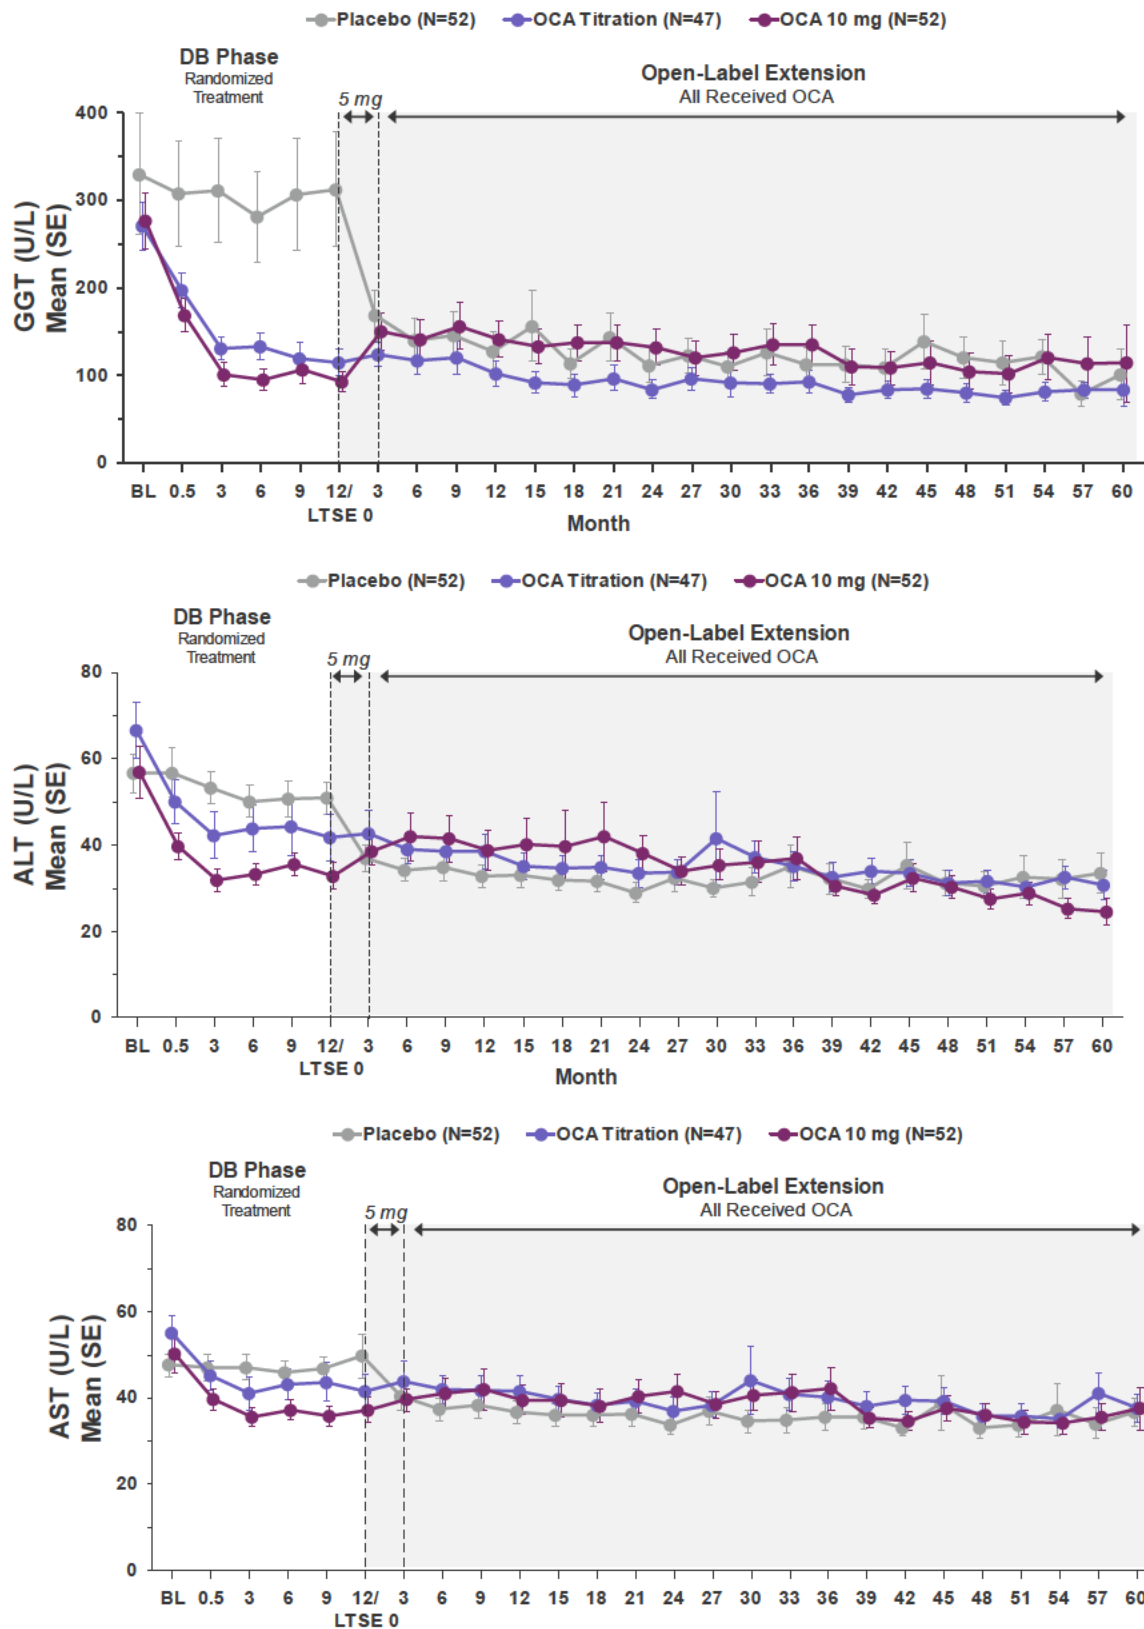 Placebo (N=52) OCA Titration (N=47) OCA 10 mg (N=52)
DB Phase
Randomized
Treatment
5 mg
Open-Label Extension
All Received OCA
GGT (U/L)
Mean (SE)
400
300
200
100
0
BL 0.5 3 6 9 12/ 3 6 9 12 15 18 21 24 27 30 33 36 39 42 45 48 51 54 57 60
LTSE 0
Month
Placebo (N=52) OCA Titration (N=47) OCA 10 mg (N=52)
DB Phase
Randomized
Treatment
5 mg
Open-Label Extension
All Received OCA
ALT (U/L)
Mean (SE)
80
60
40
20
0
BL 0.5 3 6 9 12/ 3 6 9 12 15 18 21 24 27 30 33 36 39 42 45 48 51 54 57 60
LTSE 0
Month
Placebo (N=52) OCA Titration (N=47) OCA 10 mg (N=52)
DB Phase
Randomized
Treatment
5 mg
Open-Label Extension
All Received OCA
AST (U/L)
Mean (SE)
80
60
40
20
0
BL 0.5 3 6 9 12/ 3 6 9 12 15 18 21 24 27 30 33 36 39 42 45 48 51 54 57 60
LTSE 0